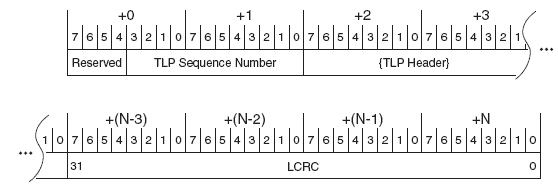 +0 +1 +2 +3
7 6 5 4 3 2 1 0 7 6 5 4 3 2 1 0 7 6 5 4 3 2 1 0 7 6 5 4 3 2 1
Reserved TLP Sequence Number {TLP Header} ...
+(N-3) +(N-2) +(N-1) +N
1 0 7 6 5 4 3 2 1 0 7 6 5 4 3 2 1 0 7 6 5 4 3 2 1 0 7 6 5 4 3 2 1 0
... 31 LCRC 0